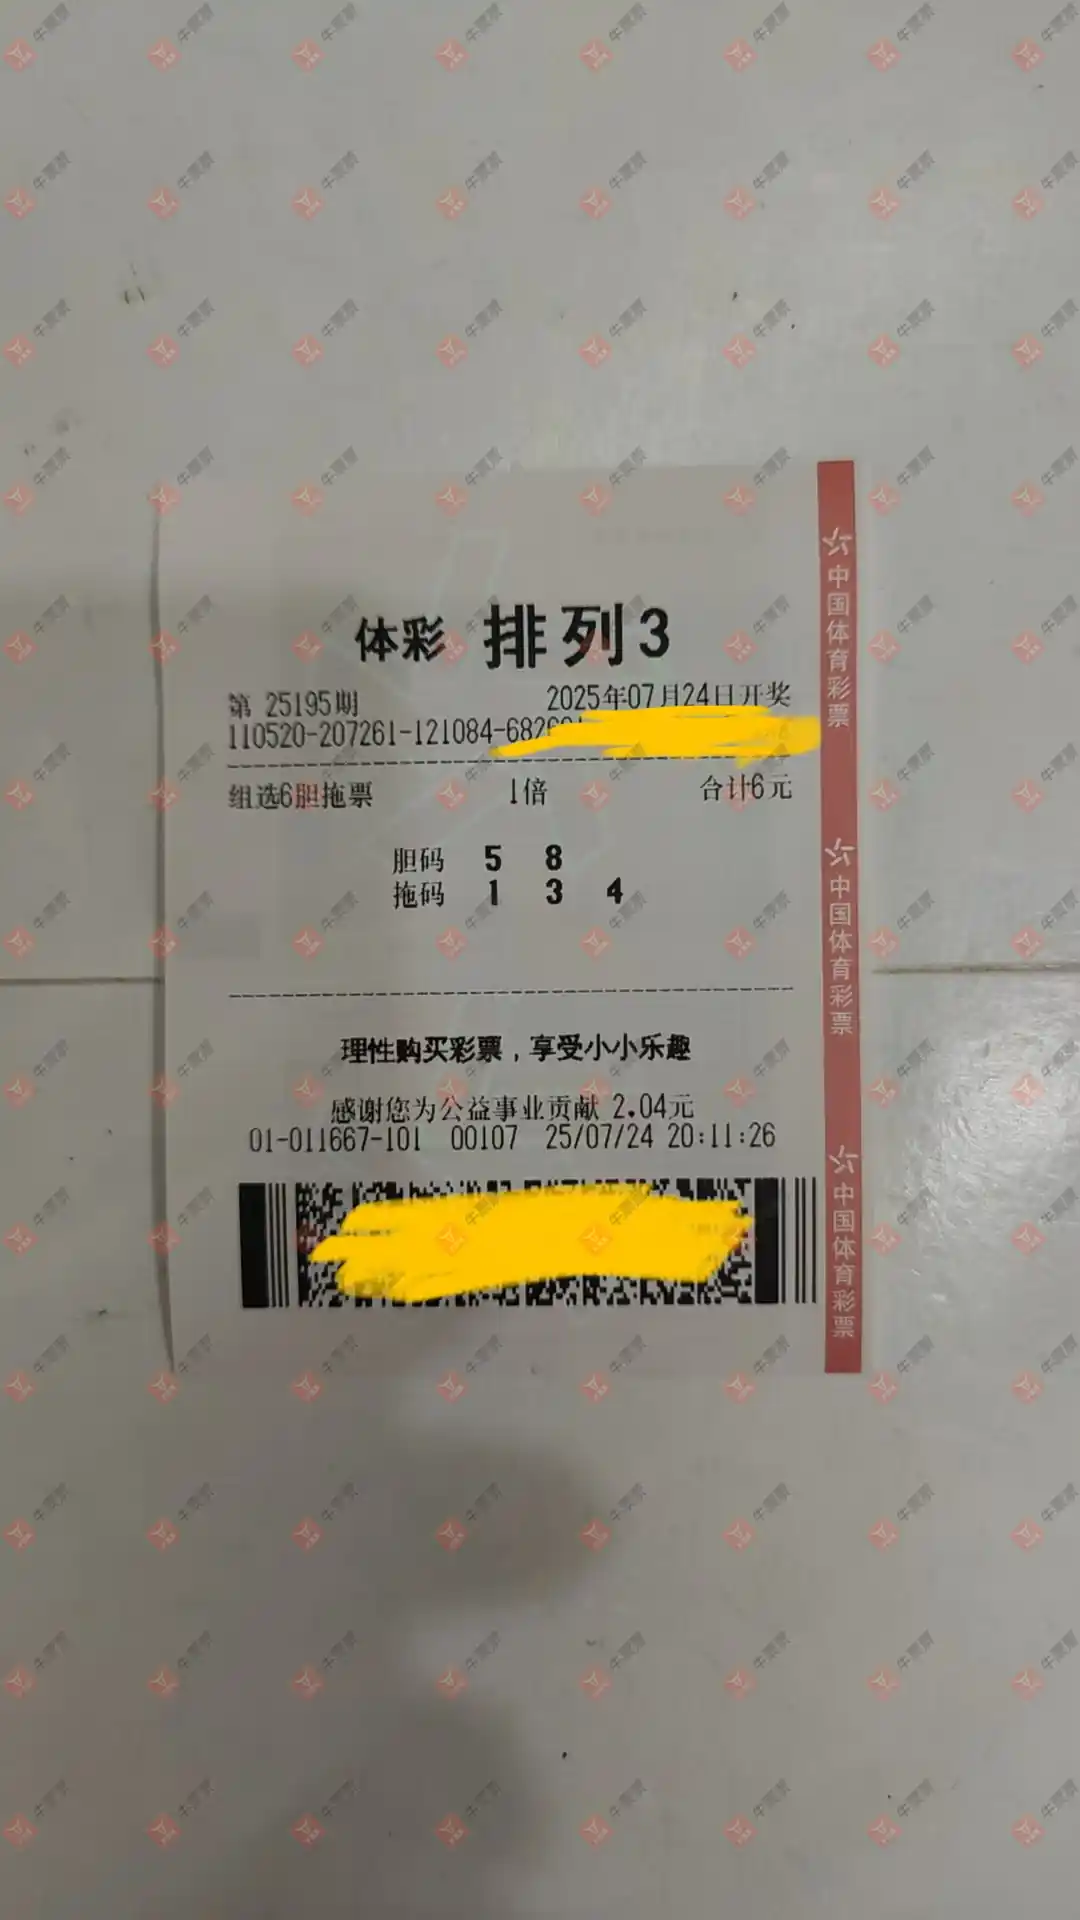 体彩 排列3
第 25195期 2025年07月24日开奖
110520-207261-121084-682
组选6胆拖票 1倍 合计6元
胆码 5 8
拖码 1 3 4
理性购买彩票，享受小小乐趣
感谢您为公益事业贡献 2.04元
01-011667-101 00107 25/07/24 20:11:26
中国体育彩票
中国体育彩票
中国体育彩票
牛票票